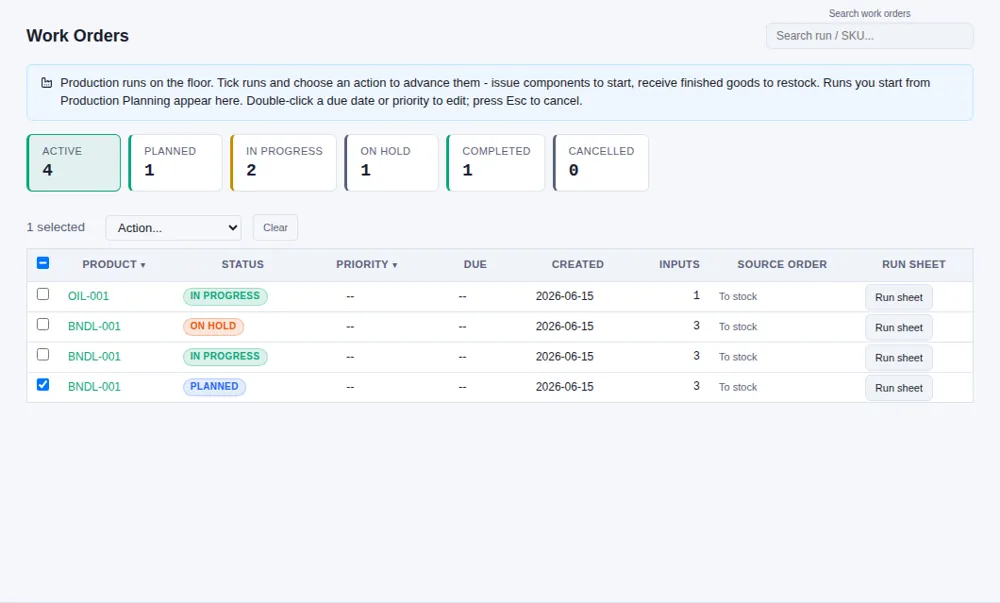 Search work orders
Work Orders
Search run / SKU...
Production runs on the floor. Tick runs and choose an action to advance them - issue components to start, receive finished goods to restock. Runs you start from
Production Planning appear here. Double-click a due date or priority to edit; press Esc to cancel.
ACTIVE PLANNED IN PROGRESS ON HOLD COMPLETED CANCELLED
4 1 2 1 1 0
1 selected Action... Clear
PRODUCT ▾ STATUS PRIORITY ▾ DUE CREATED INPUTS SOURCE ORDER RUN SHEET
OIL-001 IN PROGRESS -- -- 2026-06-15 1 To stock Run sheet
BNDL-001 ON HOLD -- -- 2026-06-15 3 To stock Run sheet
BNDL-001 IN PROGRESS -- -- 2026-06-15 3 To stock Run sheet
BNDL-001 PLANNED -- -- 2026-06-15 3 To stock Run sheet